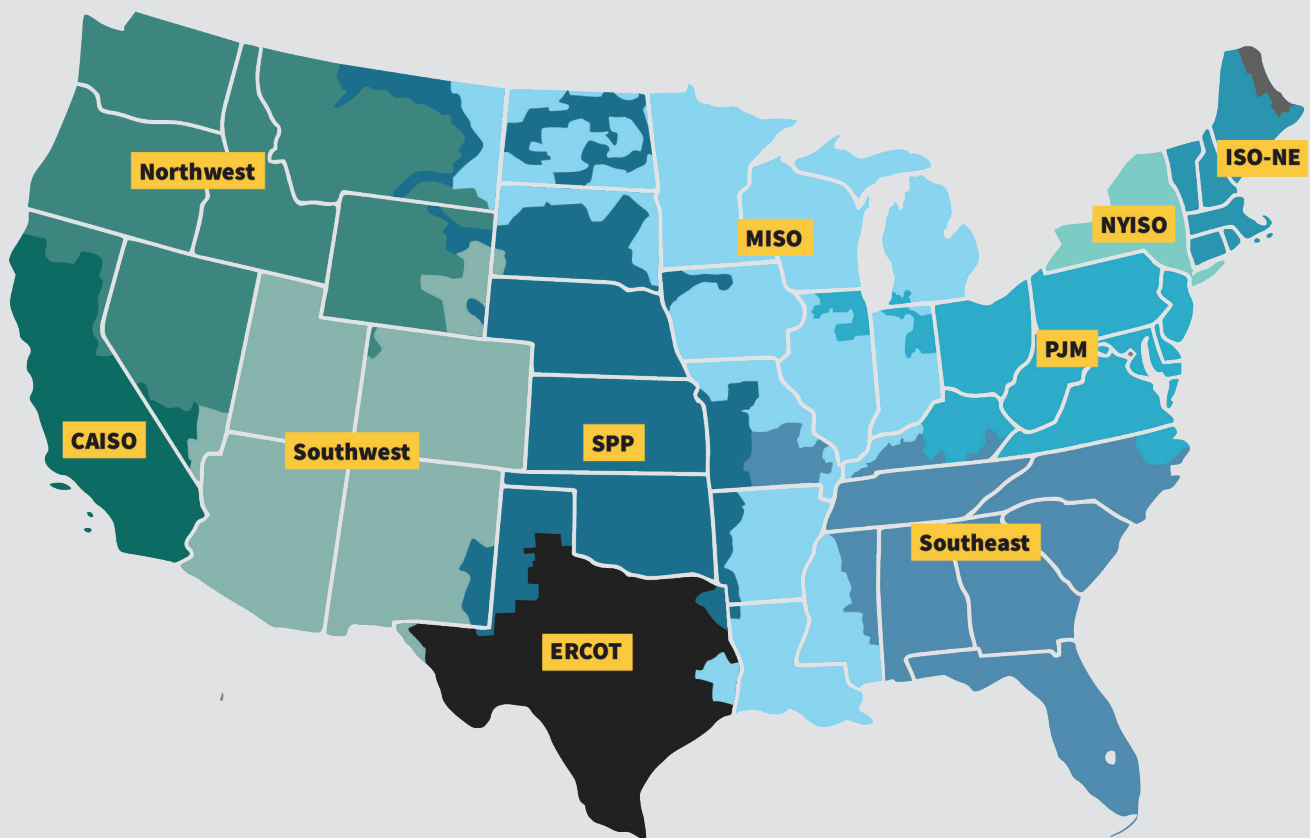 ISO-NE
Northwest
NYISO
MISO
PJM
CAISO
Southwest
SPP
Southeast
ERCOT